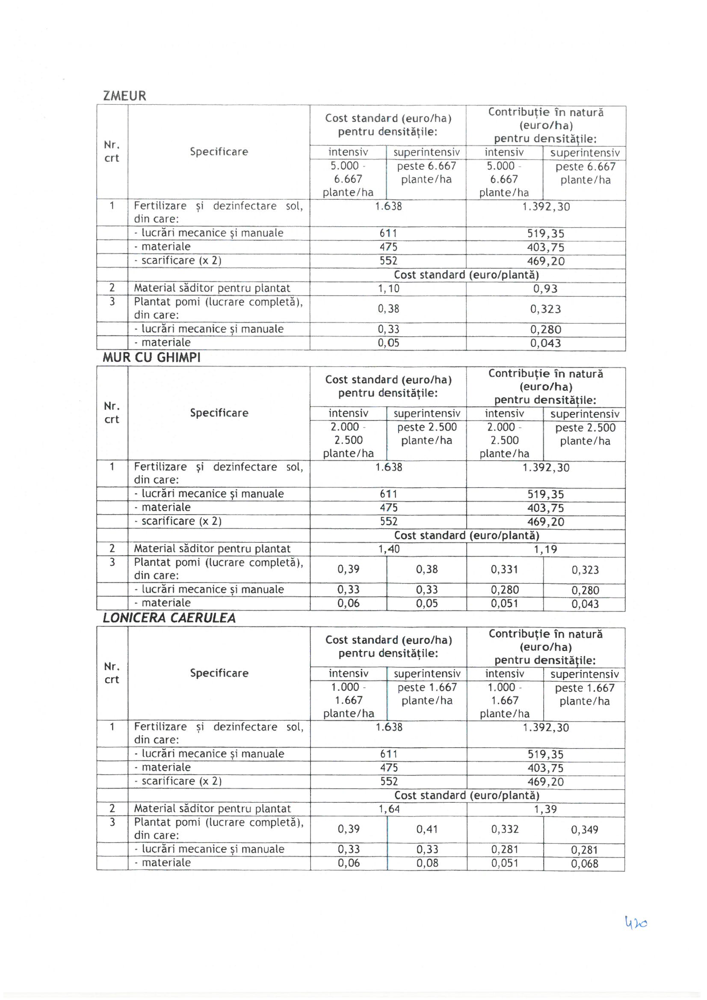 ZMEUR
Nr. crt
Specificare
Cost standard (euro/ha)
pentru densitățile:
Contribuție în natură
(euro/ha)
pentru densitățile:
intensiv superintensiv intensiv superintensiv
5.000 - peste 6.667 5.000 - peste 6.667
6.667 plante/ha 6.667 plante/ha
plante/ha plante/ha
1 Fertilizare și dezinfectare sol, 1.638 1.392,30
din care:
- lucrări mecanice și manuale 611 519,35
- materiale 475 403,75
- scarificare (x 2) 552 469,20
Cost standard (euro/plantă)
2 Material săditor pentru plantat 1,10 0,93
3 Plantat pomi (lucrare completă),
din care: 0,38 0,323
- lucrări mecanice și manuale 0,33 0,280
- materiale 0,05 0,043
MUR CU GHIMPI
Nr. crt
Specificare
Cost standard (euro/ha)
pentru densitățile:
Contribuție în natură
(euro/ha)
pentru densitățile:
intensiv superintensiv intensiv superintensiv
2.000 - peste 2.500 2.000 - peste 2.500
2.500 plante/ha 2.500 plante/ha
plante/ha plante/ha
1 Fertilizare și dezinfectare sol, 1.638 1.392,30
din care:
- lucrări mecanice și manuale 611 519,35
- materiale 475 403,75
- scarificare (x 2) 552 469,20
Cost standard (euro/plantă)
2 Material săditor pentru plantat 1,40 1,19
3 Plantat pomi (lucrare completă),
din care: 0,39 0,38 0,331 0,323
- lucrări mecanice și manuale 0,33 0,33 0,280 0,280
- materiale 0,06 0,05 0,051 0,043
LONICERA CAERULEA
Nr. crt
Specificare
Cost standard (euro/ha)
pentru densitățile:
Contribuție în natură
(euro/ha)
pentru densitățile:
intensiv superintensiv intensiv superintensiv
1.000 - peste 1.667 1.000 - peste 1.667
1.667 plante/ha 1.667 plante/ha
plante/ha plante/ha
1 Fertilizare și dezinfectare sol, 1.638 1.392,30
din care:
- lucrări mecanice și manuale 611 519,35
- materiale 475 403,75
- scarificare (x 2) 552 469,20
Cost standard (euro/plantă)
2 Material săditor pentru plantat 1,64 1,39
3 Plantat pomi (lucrare completă),
din care: 0,39 0,41 0,332 0,349
- lucrări mecanice și manuale 0,33 0,33 0,281 0,281
- materiale 0,06 0,08 0,051 0,068
420